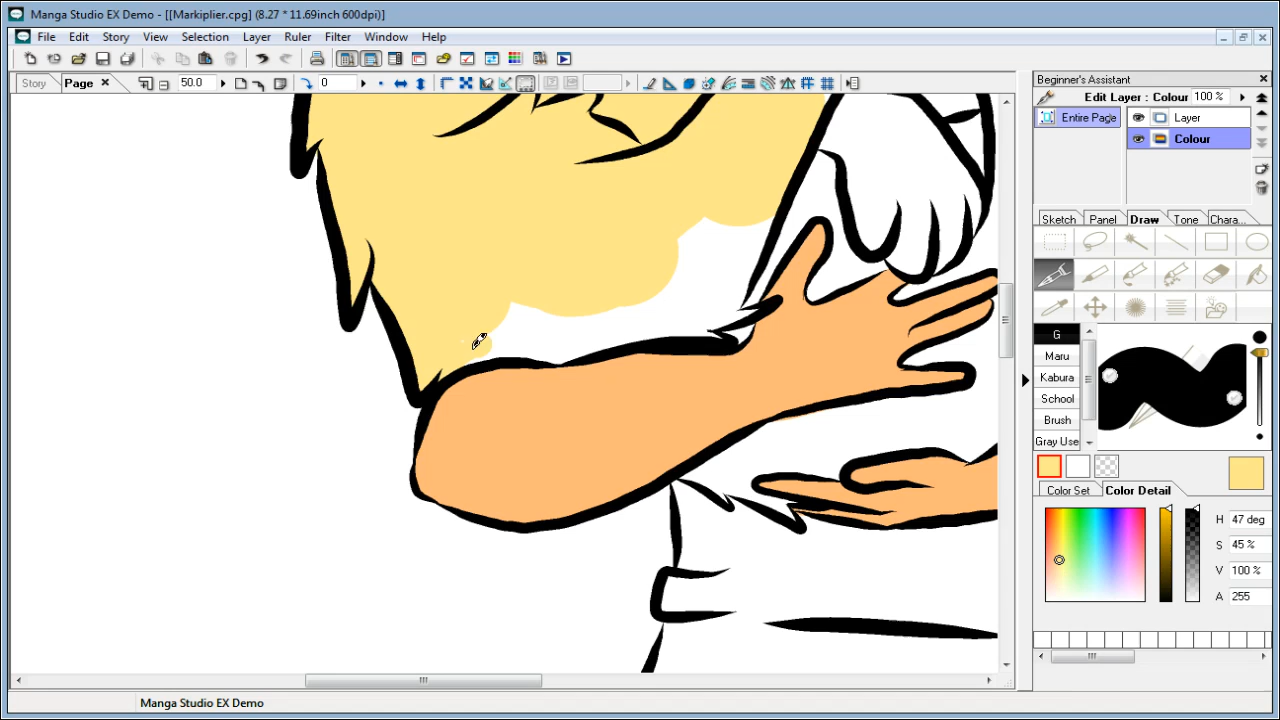 Manga Studio EX Demo - [[Markiplier.cpg] (8.27 * 11.69inch 600dpi)]
File Edit Story View Selection Layer Ruler Filter Window Help
Story Page 50.0 0
Beginner's Assistant
Edit Layer : Colour 100 %
Entire Page
Layer
Colour
Sketch Panel Draw Tone Chara...
G
Maru
Kabura
School
Brush
Gray Use
Color Set Color Detail
H 47 deg
S 45 %
V 100 %
A 255
Manga Studio EX Demo